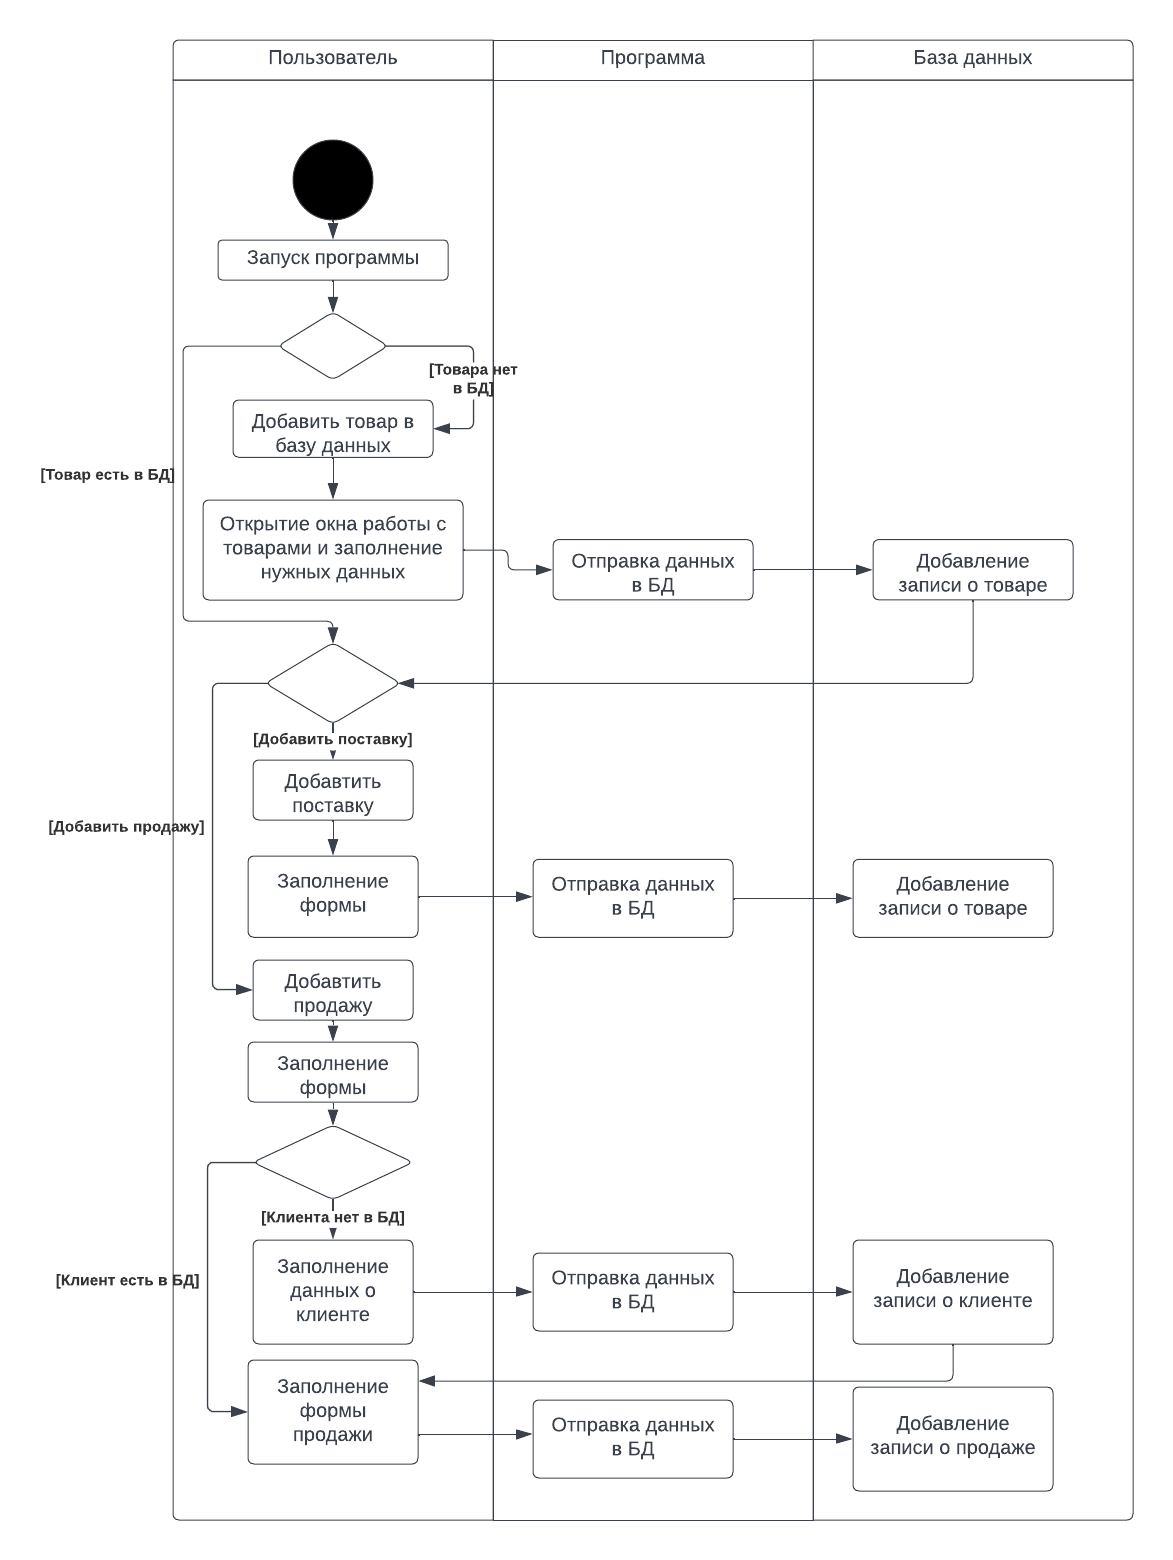 Пользователь
Программа
База данных
Запуск программы
[Товара нет
в БД]
Добавить товар в
базу данных
[Товар есть в БД]
Открытие окна работы с
товарами и заполнение
нужных данных
Отправка данных
в БД
Добавление
записи о товаре
[Добавить поставку]
Добавтить
поставку
[Добавить продажу]
Заполнение
формы
Отправка данных
в БД
Добавление
записи о товаре
Добавтить
продажу
Заполнение
формы
[Клиента нет в БД]
[Клиент есть в БД]
Заполнение
данных о
клиенте
Отправка данных
в БД
Добавление
записи о клиенте
Заполнение
формы
продажи
Отправка данных
в БД
Добавление
записи о продаже